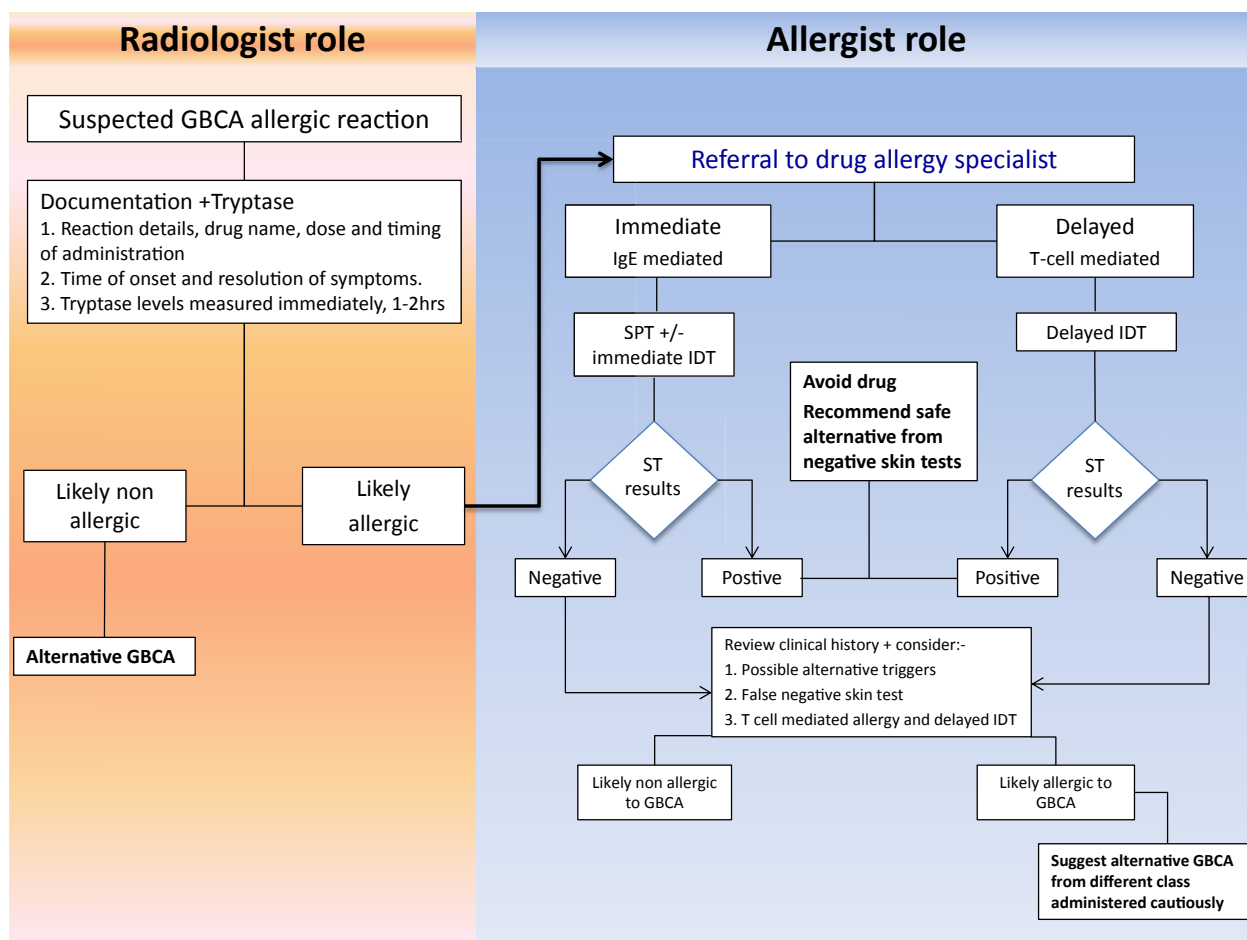 Radiologist role
Allergist role
Suspected GBCA allergic reaction
Documentation +Tryptase
1. Reaction details, drug name, dose and timing
of administration
2. Time of onset and resolution of symptoms.
3. Tryptase levels measured immediately, 1-2hrs
Likely non
allergic
Likely
allergic
Alternative GBCA
Referral to drug allergy specialist
Immediate
IgE mediated
Delayed
T-cell mediated
SPT +/-
immediate IDT
Delayed IDT
Avoid drug
Recommend safe
alternative from
negative skin tests
ST
results
ST
results
Negative
Postive
Positive
Negative
Review clinical history + consider:-
1. Possible alternative triggers
2. False negative skin test
3. T cell mediated allergy and delayed IDT
Likely non allergic
to GBCA
Likely allergic to
GBCA
Suggest alternative GBCA
from different class
administered cautiously